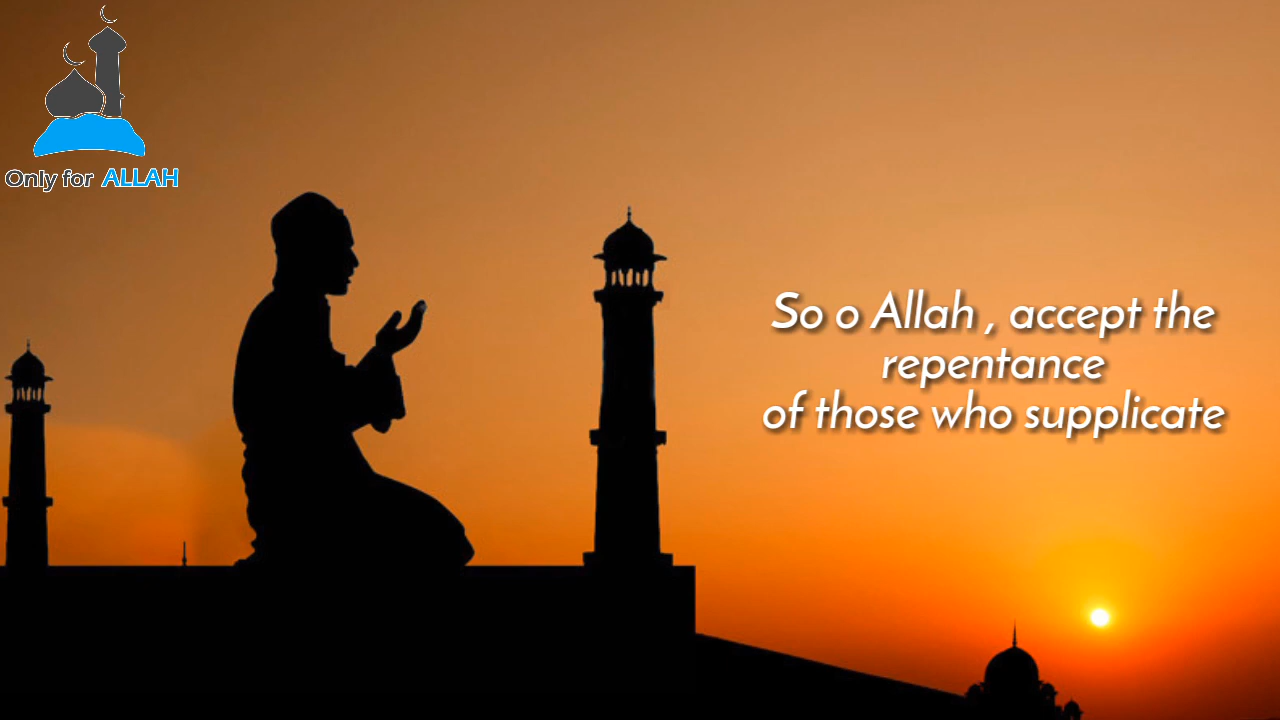 Only for ALLAH
So o Allah , accept the
repentance
of those who supplicate